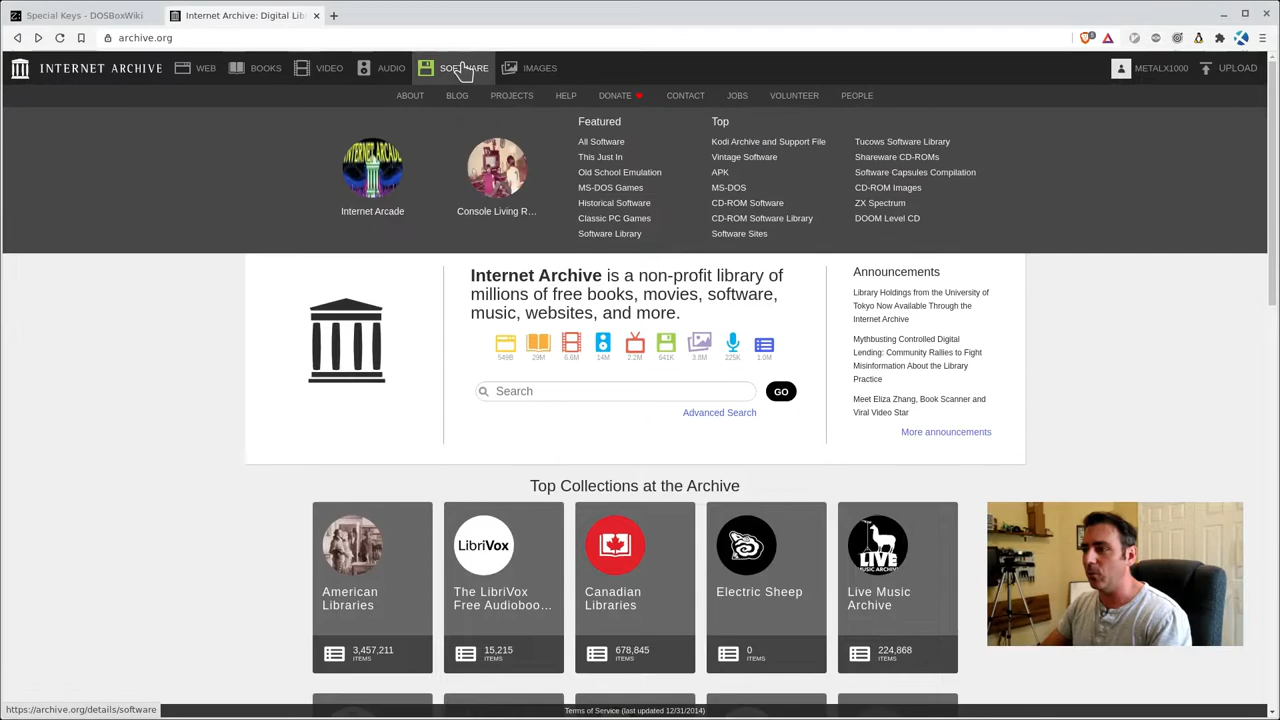 Special Keys - DOSBoxWiki
Internet Archive: Digital Lib
archive.org
INTERNET ARCHIVE
WEB
BOOKS
VIDEO
AUDIO
SOFTWARE
IMAGES
METALX1000
UPLOAD
ABOUT
BLOG
PROJECTS
HELP
DONATE
CONTACT
JOBS
VOLUNTEER
PEOPLE
INTERNET ARCADE
Internet Arcade
Console Living R...
Featured
All Software
This Just In
Old School Emulation
MS-DOS Games
Historical Software
Classic PC Games
Software Library
Top
Kodi Archive and Support File
Vintage Software
APK
MS-DOS
CD-ROM Software
CD-ROM Software Library
Software Sites
Tucows Software Library
Shareware CD-ROMs
Software Capsules Compilation
CD-ROM Images
ZX Spectrum
DOOM Level CD
Internet Archive is a non-profit library of
millions of free books, movies, software,
music, websites, and more.
549B 29M 6.6M 14M 2.2M 641K 3.8M 225K 1.0M
Search
GO
Advanced Search
Announcements
Library Holdings from the University of
Tokyo Now Available Through the
Internet Archive
Mythbusting Controlled Digital
Lending: Community Rallies to Fight
Misinformation About the Library
Practice
Meet Eliza Zhang, Book Scanner and
Viral Video Star
More announcements
Top Collections at the Archive
American
Libraries
3,457,211
ITEMS
LibriVox
The LibriVox
Free Audioboo...
15,215
ITEMS
Canadian
Libraries
678,845
ITEMS
Electric Sheep
0
ITEMS
LIVE
MUSIC ARCHIVE
Live Music
Archive
224,868
ITEMS
https://archive.org/details/software
Terms of Service (last updated 12/31/2014)